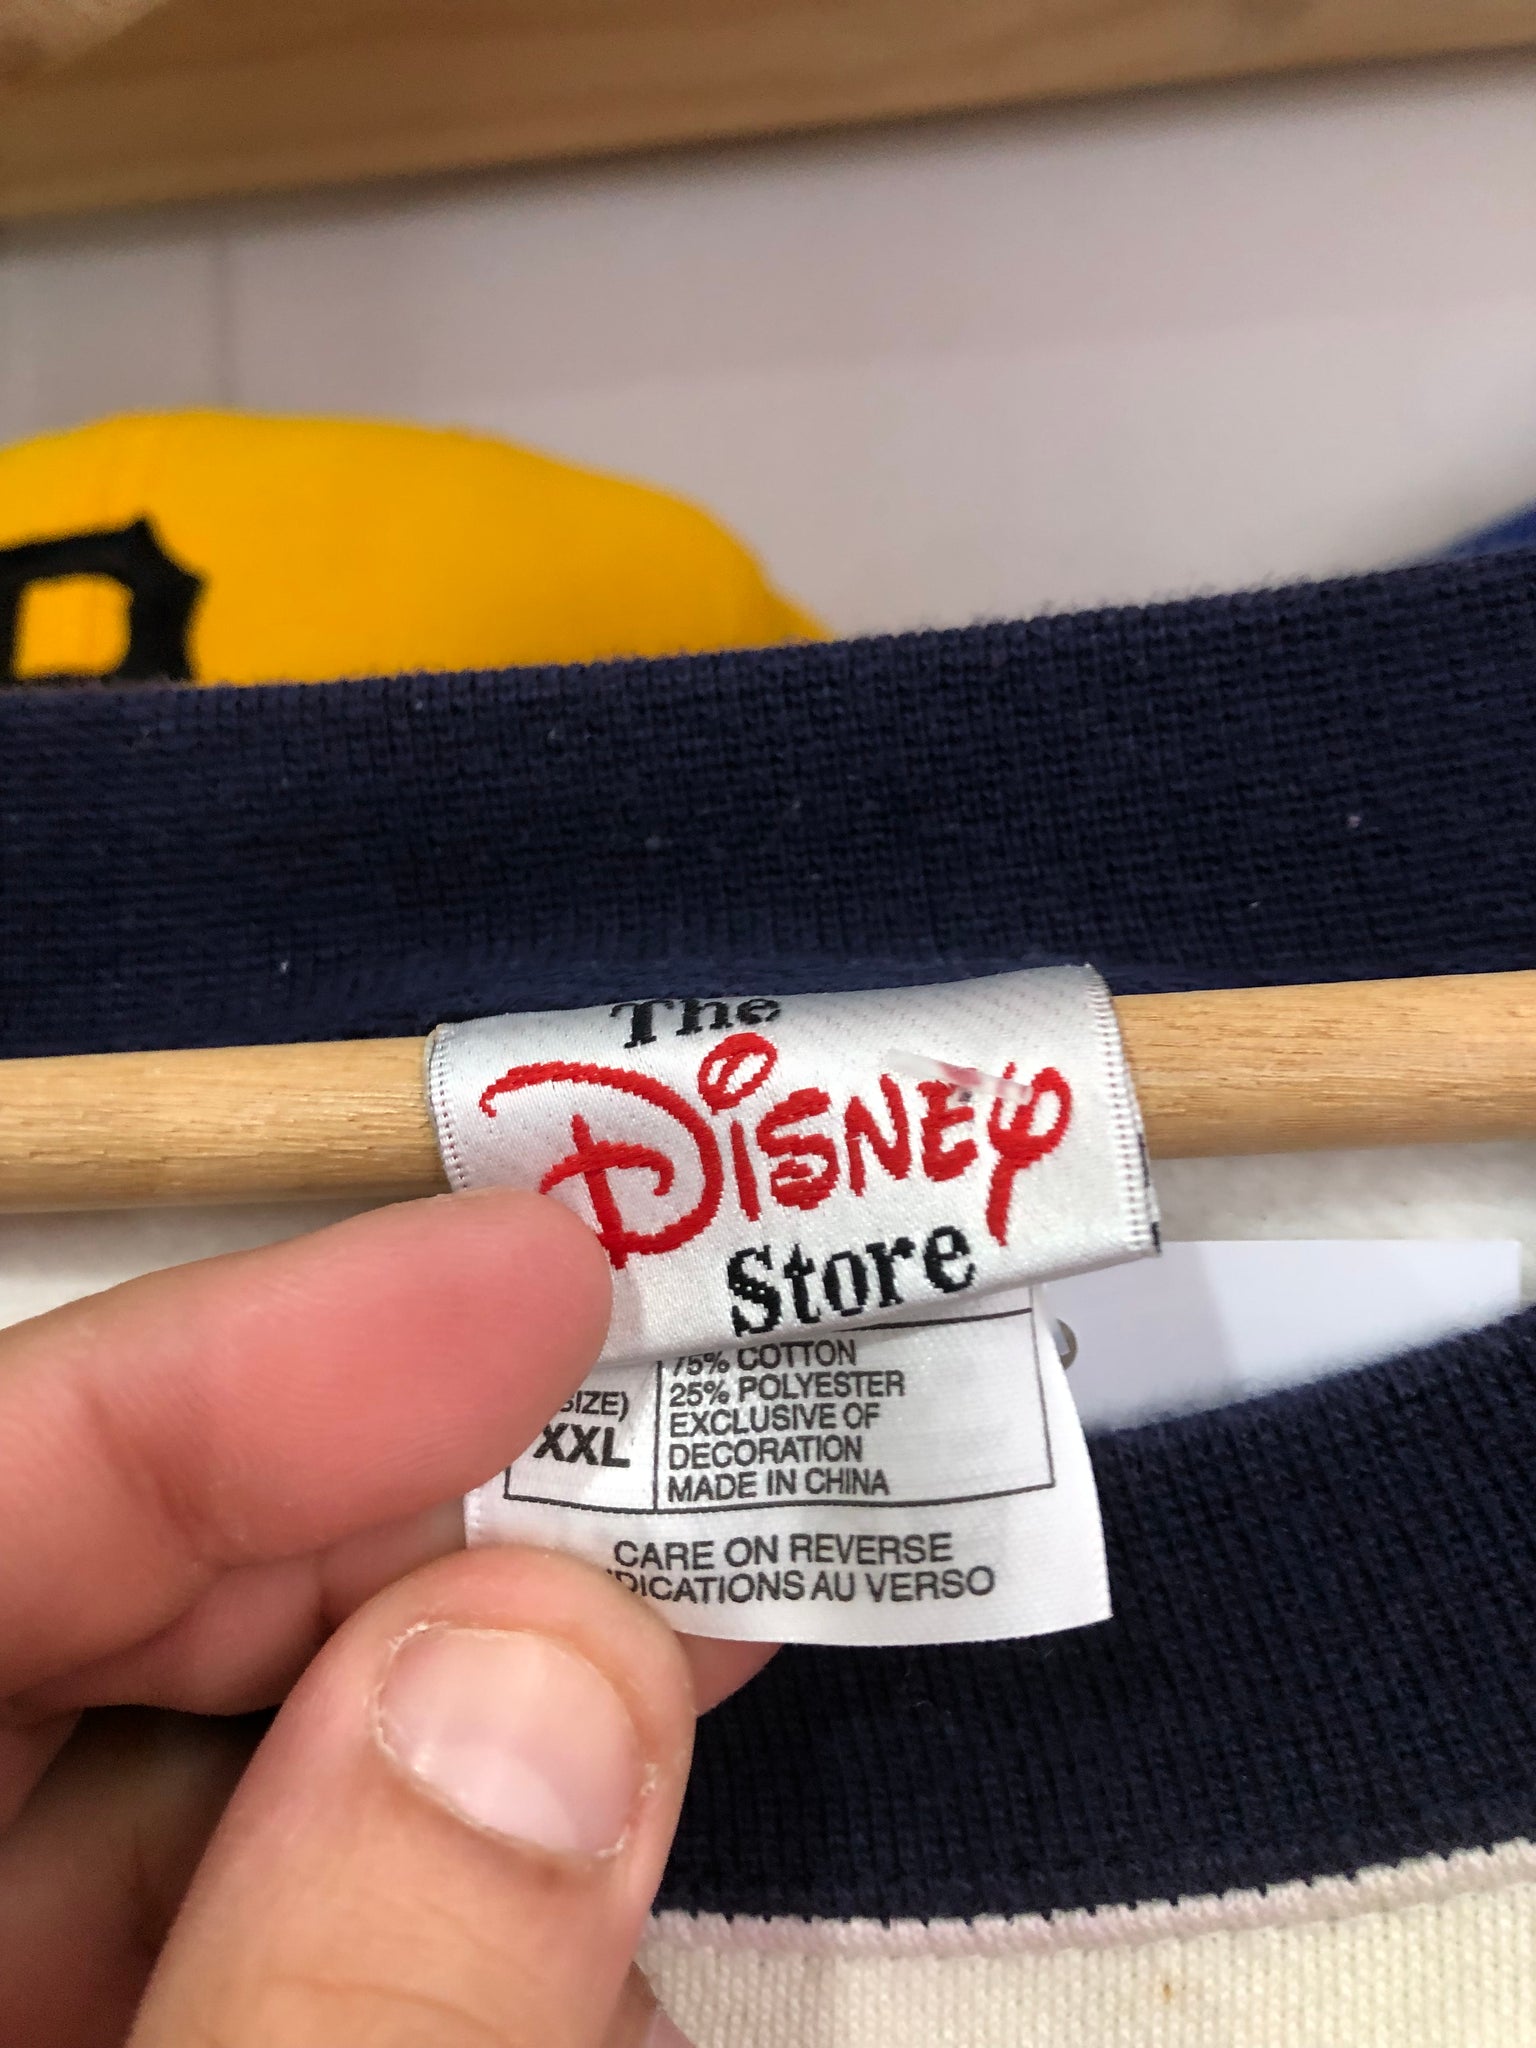 The
Disney
Store
75% COTTON
25% POLYESTER
EXCLUSIVE OF
DECORATION
MADE IN CHINA
XXL
CARE ON REVERSE
AU VERSO